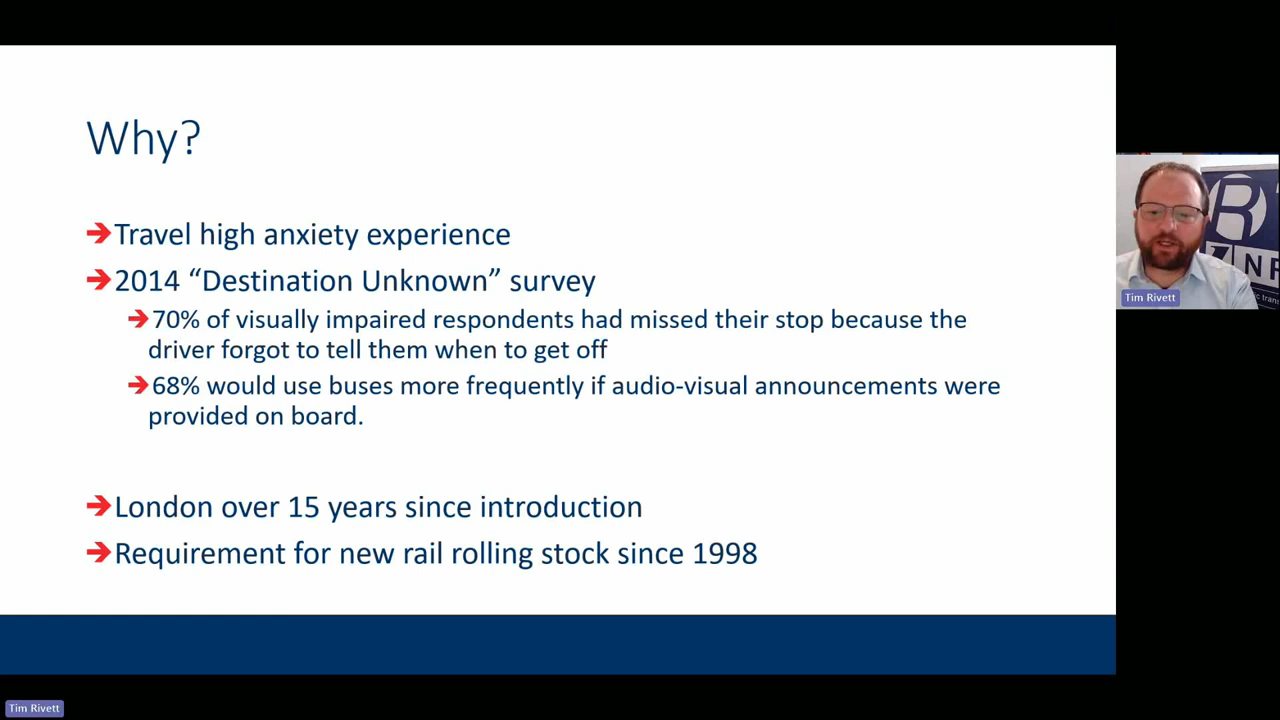 Why?
➔Travel high anxiety experience
➔2014 “Destination Unknown” survey
➔70% of visually impaired respondents had missed their stop because the
driver forgot to tell them when to get off
➔68% would use buses more frequently if audio-visual announcements were
provided on board.
➔London over 15 years since introduction
➔Requirement for new rail rolling stock since 1998
R
Tim Rivett
Tim Rivett